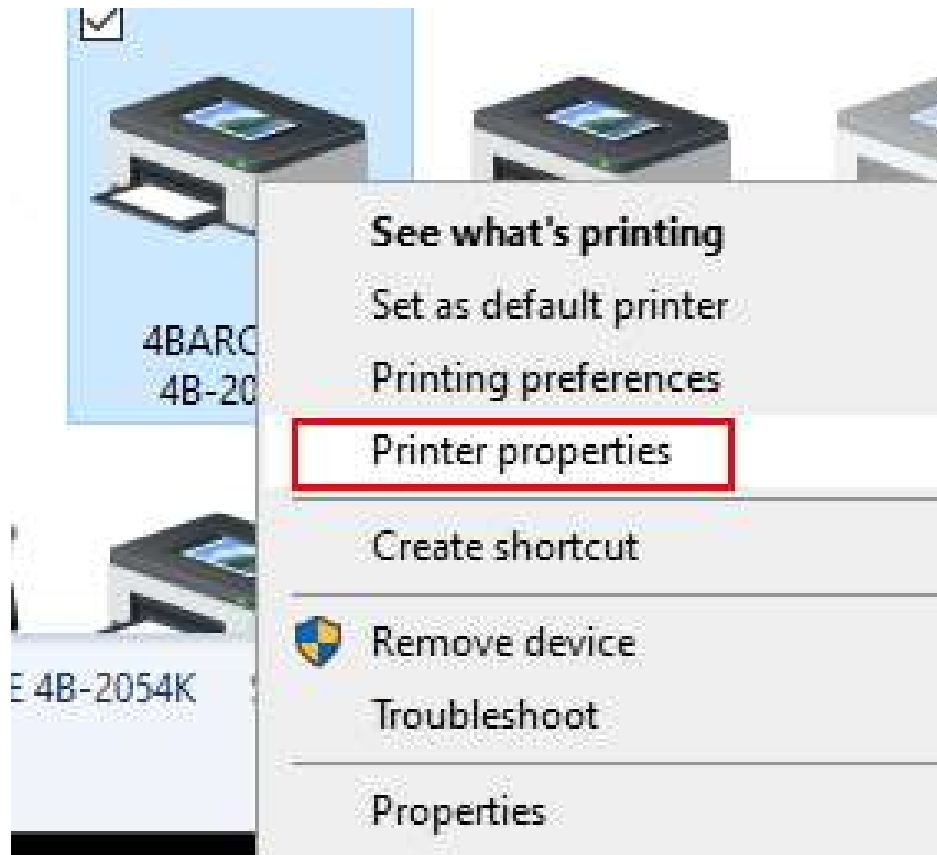 4BARC
4B-20
See what's printing
Set as default printer
Printing preferences
Printer properties
Create shortcut
Remove device
Troubleshoot
Properties
E 4B-2054K